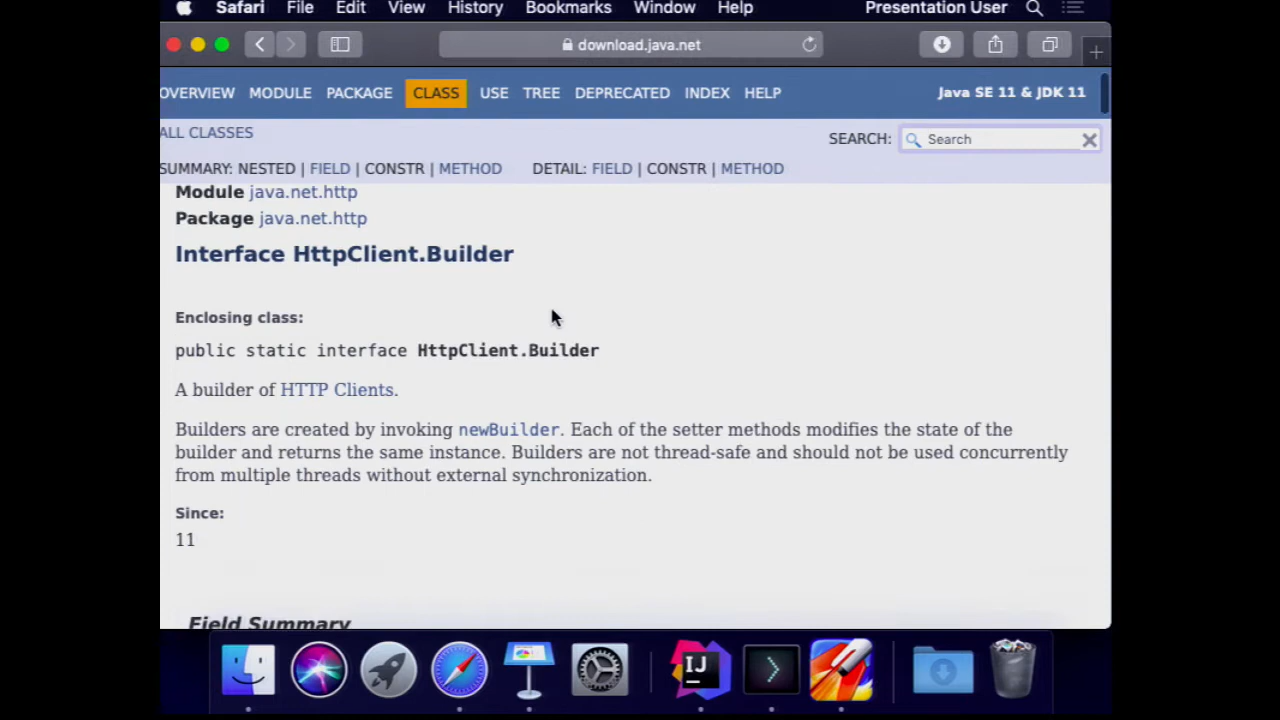 Safari File Edit View History Bookmarks Window Help Presentation User
download.java.net
OVERVIEW MODULE PACKAGE CLASS USE TREE DEPRECATED INDEX HELP Java SE 11 & JDK 11
ALL CLASSES SEARCH: Search
SUMMARY: NESTED | FIELD | CONSTR | METHOD DETAIL: FIELD | CONSTR | METHOD
Module java.net.http
Package java.net.http
Interface HttpClient.Builder
Enclosing class:
public static interface HttpClient.Builder
A builder of HTTP Clients.
Builders are created by invoking newBuilder. Each of the setter methods modifies the state of the
builder and returns the same instance. Builders are not thread-safe and should not be used concurrently
from multiple threads without external synchronization.
Since:
11
Field Summary
IJ